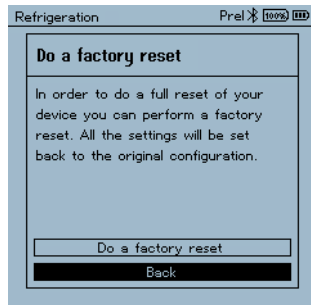 Refrigeration Prel 100%
Do a factory reset
In order to do a full reset of your
device you can perform a factory
reset. All the settings will be set
back to the original configuration.
Do a factory reset
Back